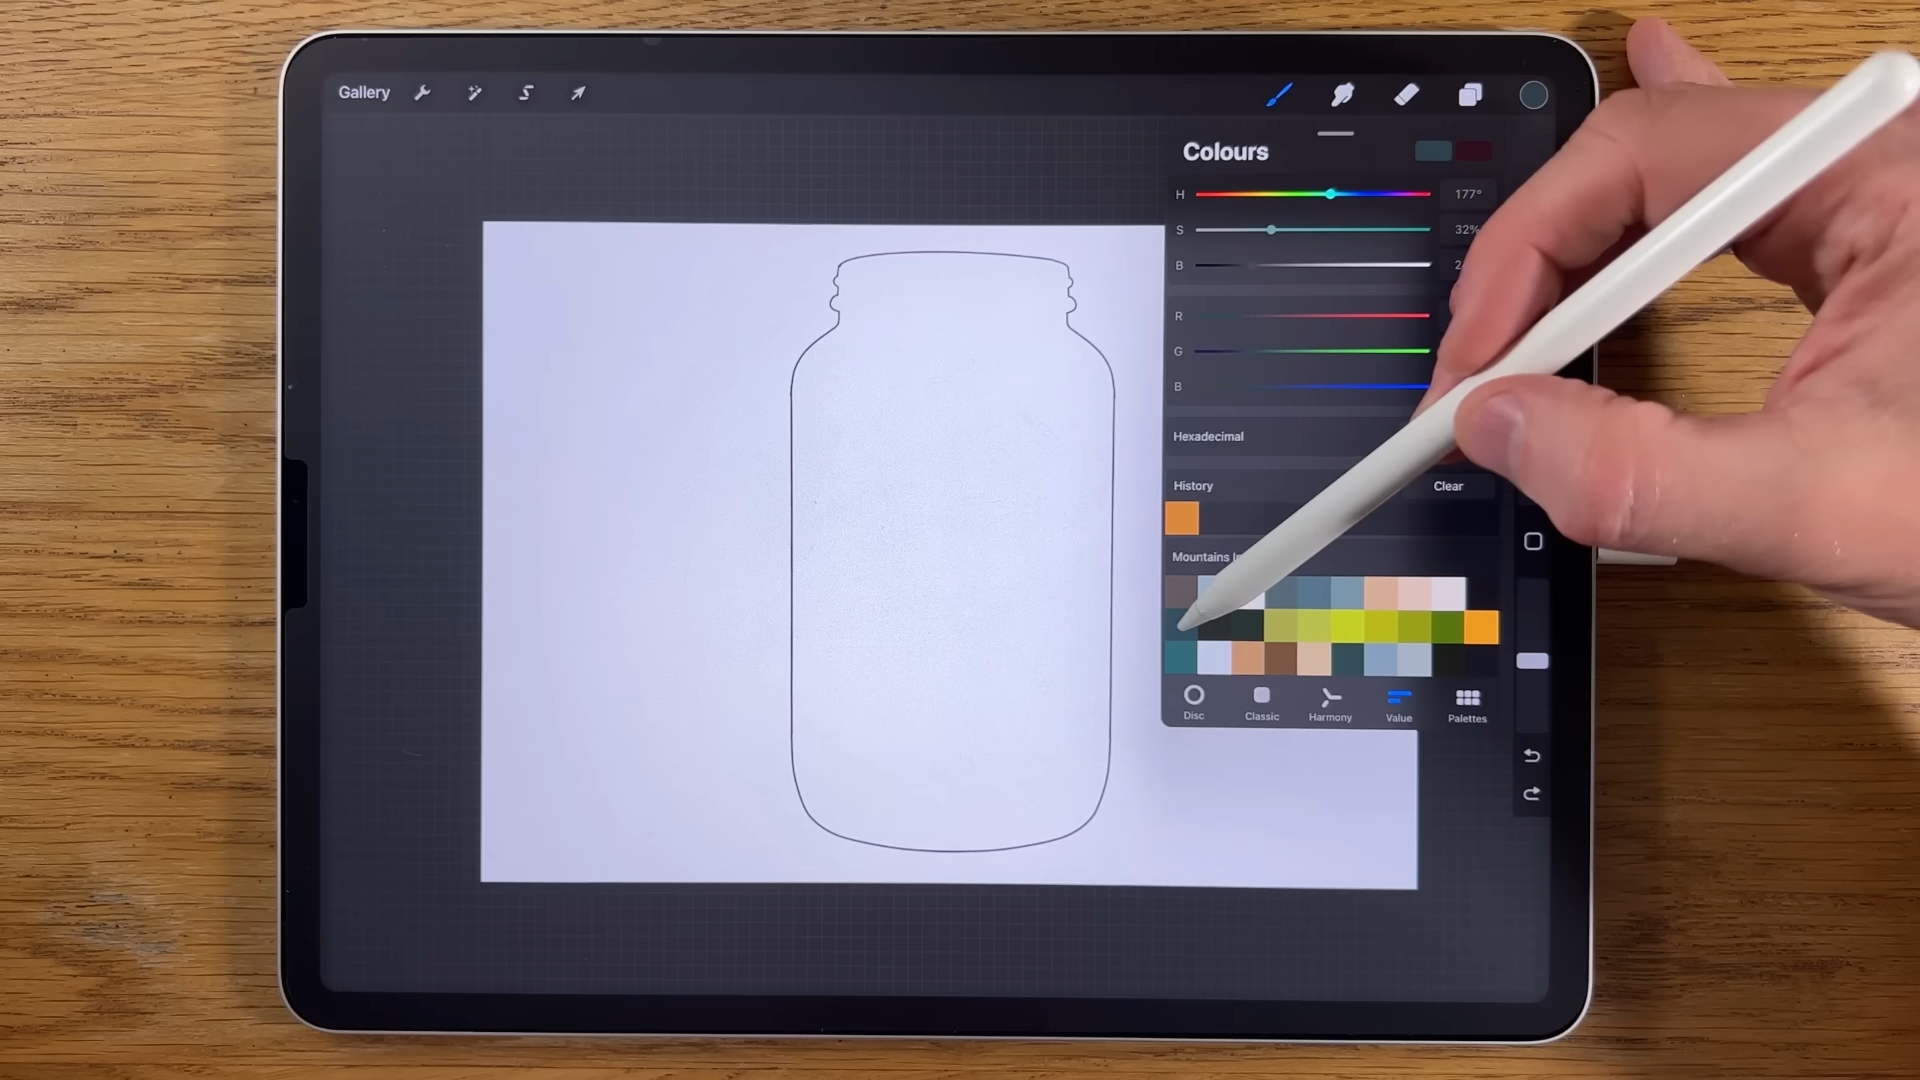 Gallery
Colours
H 177°
S 32%
B
R
G
B
Hexadecimal
History Clear
Mountains
Disc Classic Harmony Value Palettes